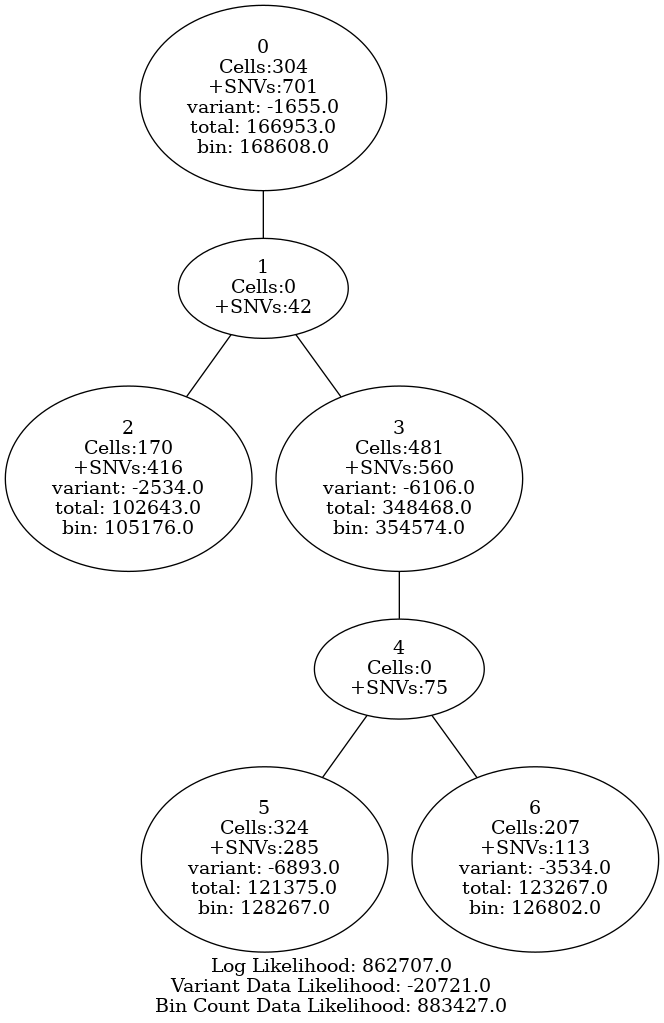 0
Cells:304
+SNVs:701
variant: -1655.0
total: 166953.0
bin: 168608.0
1
Cells:0
+SNVs:42
2
Cells:170
+SNVs:416
variant: -2534.0
total: 102643.0
bin: 105176.0
3
Cells:481
+SNVs:560
variant: -6106.0
total: 348468.0
bin: 354574.0
4
Cells:0
+SNVs:75
5
Cells:324
+SNVs:285
variant: -6893.0
total: 121375.0
bin: 128267.0
6
Cells:207
+SNVs:113
variant: -3534.0
total: 123267.0
bin: 126802.0
Log Likelihood: 862707.0
Variant Data Likelihood: -20721.0
Bin Count Data Likelihood: 883427.0